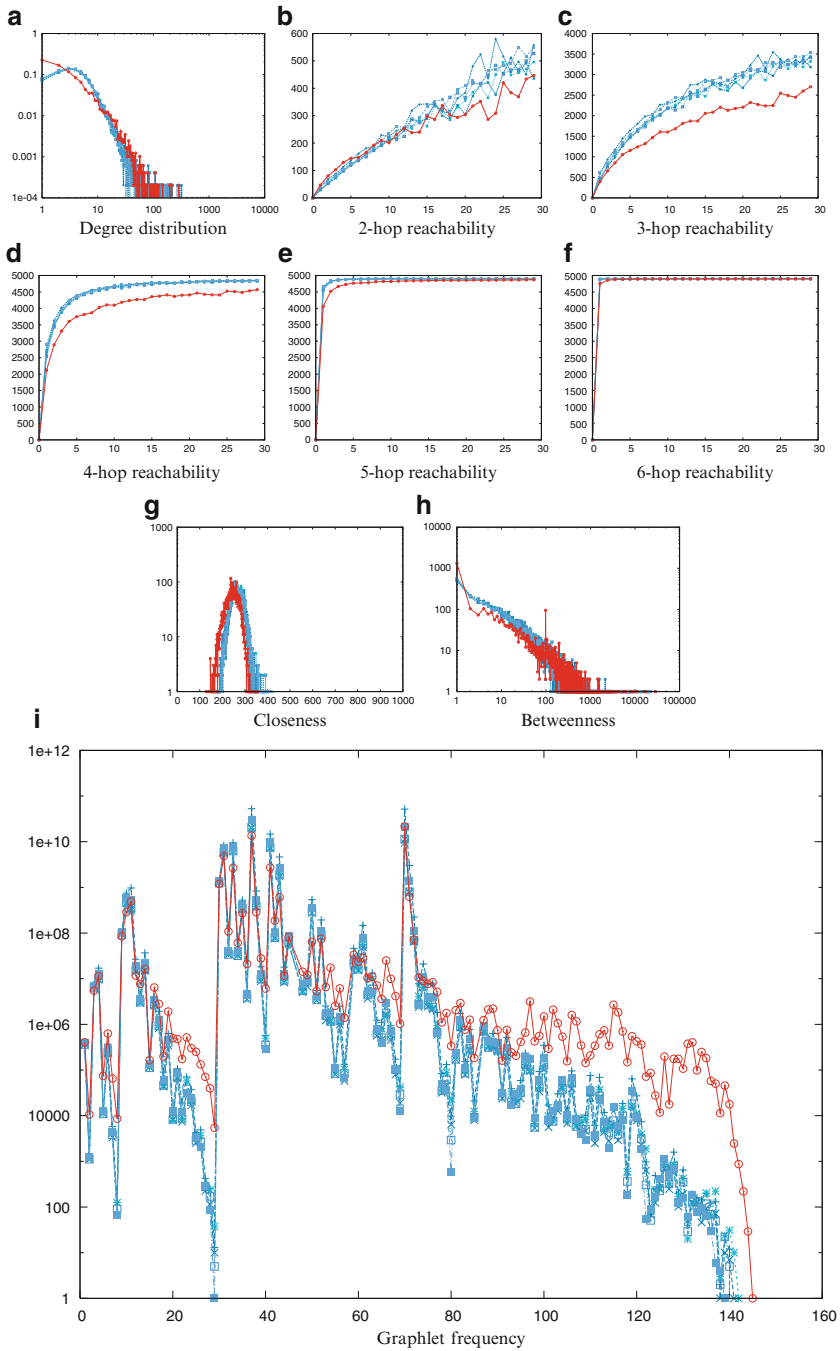 a
1
0.1
0.01
0.001
1e-04
1 10 100 1000 10000
Degree distribution
b
600
500
400
300
200
100
0
0 5 10 15 20 25 30
2-hop reachability
c
4000
3500
3000
2500
2000
1500
1000
500
0
0 5 10 15 20 25 30
3-hop reachability
d
5000
4500
4000
3500
3000
2500
2000
1500
1000
500
0
0 5 10 15 20 25 30
4-hop reachability
e
5000
4500
4000
3500
3000
2500
2000
1500
1000
500
0
0 5 10 15 20 25 30
5-hop reachability
f
5000
4500
4000
3500
3000
2500
2000
1500
1000
500
0
0 5 10 15 20 25 30
6-hop reachability
g
1000
100
10
1
0 100 200 300 400 500 600 700 800 900 1000
Closeness
h
10000
1000
100
10
1
1 10 100 1000 10000 100000
Betweenness
i
1e+12
1e+10
1e+08
1e+06
10000
100
1
0 20 40 60 80 100 120 140 160
Graphlet frequency